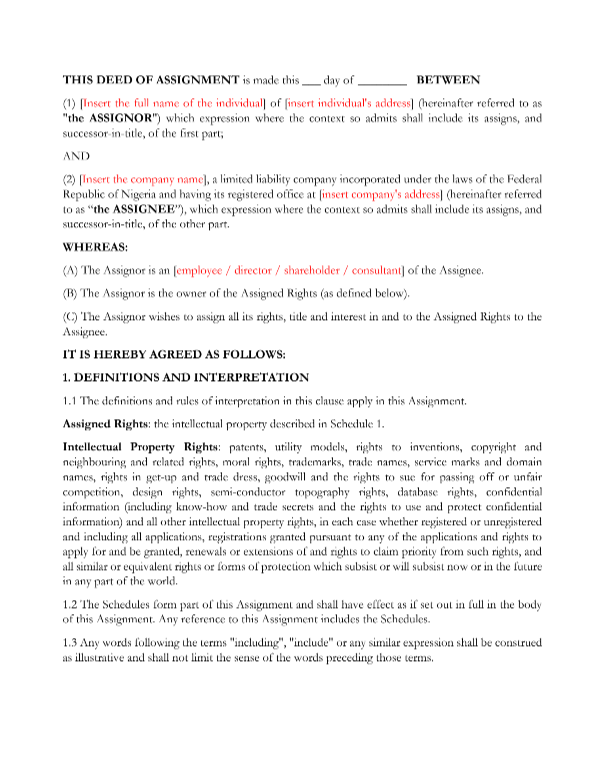 THIS DEED OF ASSIGNMENT is made this ___ day of ________ BETWEEN
(1) [Insert the full name of the individual] of [insert individual's address] (hereinafter referred to as
"the ASSIGNOR") which expression where the context so admits shall include its assigns, and
successor-in-title, of the first part;
AND
(2) [Insert the company name], a limited liability company incorporated under the laws of the Federal
Republic of Nigeria and having its registered office at [insert company's address] (hereinafter referred
to as “the ASSIGNEE”), which expression where the context so admits shall include its assigns, and
successor-in-title, of the other part.
WHEREAS:
(A) The Assignor is an [employee / director / shareholder / consultant] of the Assignee.
(B) The Assignor is the owner of the Assigned Rights (as defined below).
(C) The Assignor wishes to assign all its rights, title and interest in and to the Assigned Rights to the
Assignee.
IT IS HEREBY AGREED AS FOLLOWS:
1. DEFINITIONS AND INTERPRETATION
1.1 The definitions and rules of interpretation in this clause apply in this Assignment.
Assigned Rights: the intellectual property described in Schedule 1.
Intellectual Property Rights: patents, utility models, rights to inventions, copyright and
neighbouring and related rights, moral rights, trademarks, trade names, service marks and domain
names, rights in get-up and trade dress, goodwill and the rights to sue for passing off or unfair
competition, design rights, semi-conductor topography rights, database rights, confidential
information (including know-how and trade secrets and the rights to use and protect confidential
information) and all other intellectual property rights, in each case whether registered or unregistered
and including all applications, registrations granted pursuant to any of the applications and rights to
apply for and be granted, renewals or extensions of and rights to claim priority from such rights, and
all similar or equivalent rights or forms of protection which subsist or will subsist now or in the future
in any part of the world.
1.2 The Schedules form part of this Assignment and shall have effect as if set out in full in the body
of this Assignment. Any reference to this Assignment includes the Schedules.
1.3 Any words following the terms "including", "include" or any similar expression shall be construed
as illustrative and shall not limit the sense of the words preceding those terms.